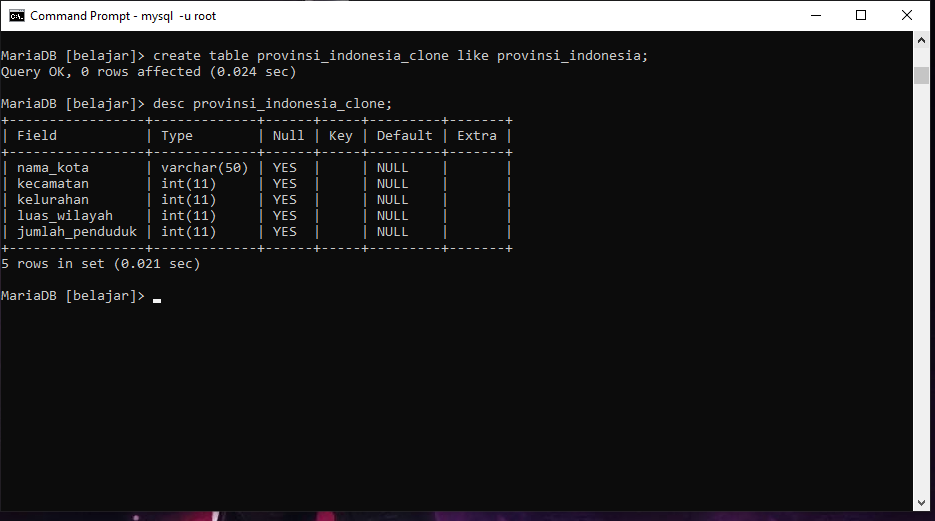 Command Prompt - mysql -u root
MariaDB [belajar]> create table provinsi_indonesia_clone like provinsi_indonesia;
Query OK, 0 rows affected (0.024 sec)
MariaDB [belajar]> desc provinsi_indonesia_clone;
+-----------------+-------------+------+-----+---------+-------+
| Field           | Type        | Null | Key | Default | Extra |
+-----------------+-------------+------+-----+---------+-------+
| nama_kota       | varchar(50) | YES  |     | NULL    |       |
| kecamatan       | int(11)     | YES  |     | NULL    |       |
| kelurahan       | int(11)     | YES  |     | NULL    |       |
| luas_wilayah    | int(11)     | YES  |     | NULL    |       |
| jumlah_penduduk | int(11)     | YES  |     | NULL    |       |
+-----------------+-------------+------+-----+---------+-------+
5 rows in set (0.021 sec)
MariaDB [belajar]>